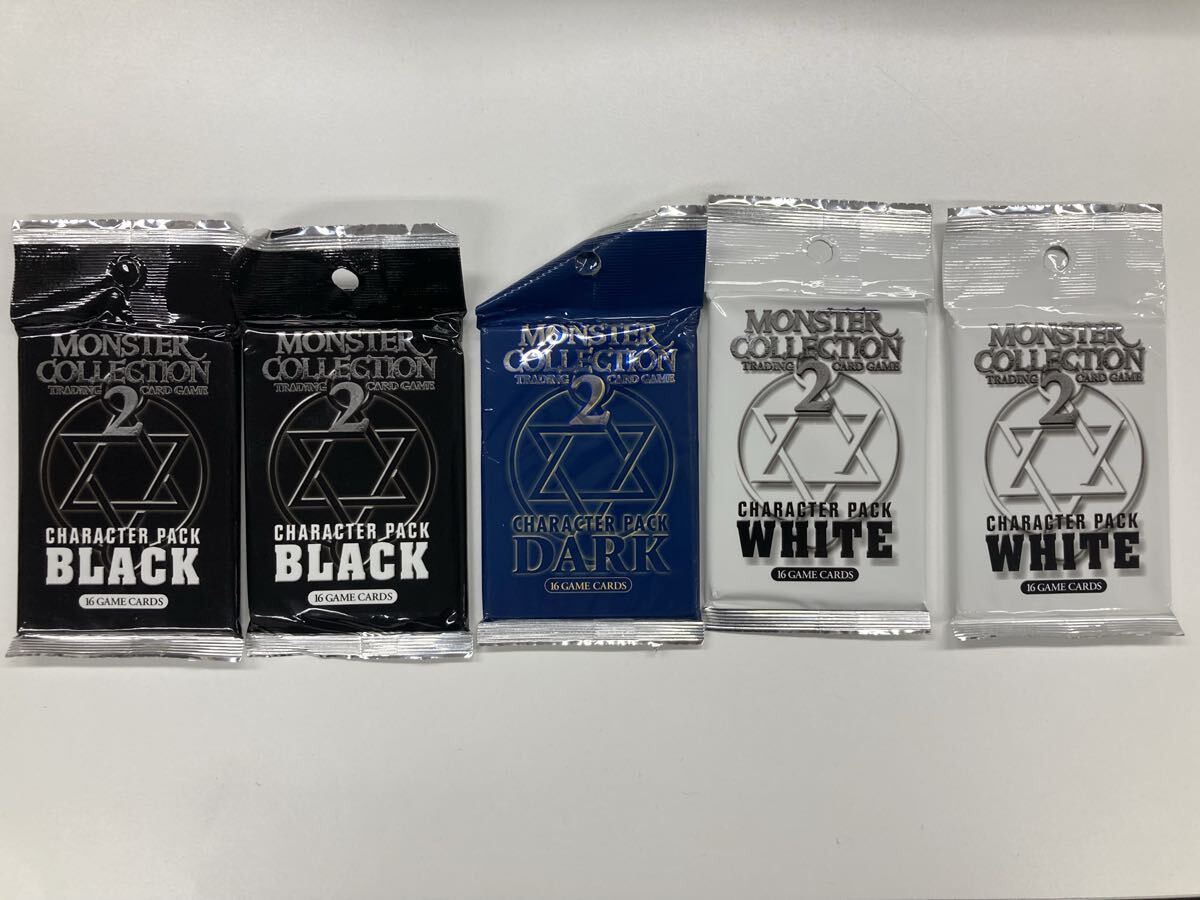 MONSTER
COLLECTION
TRADING CARD GAME
2
CHARACTER PACK
BLACK
16 GAME CARDS
MONSTER
COLLECTION
TRADING CARD GAME
2
CHARACTER PACK
BLACK
16 GAME CARDS
MONSTER
COLLECTION
TRADING CARD GAME
2
CHARACTER PACK
DARK
16 GAME CARDS
MONSTER
COLLECTION
TRADING CARD GAME
2
CHARACTER PACK
WHITE
16 GAME CARDS
MONSTER
COLLECTION
TRADING CARD GAME
2
CHARACTER PACK
WHITE
16 GAME CARDS